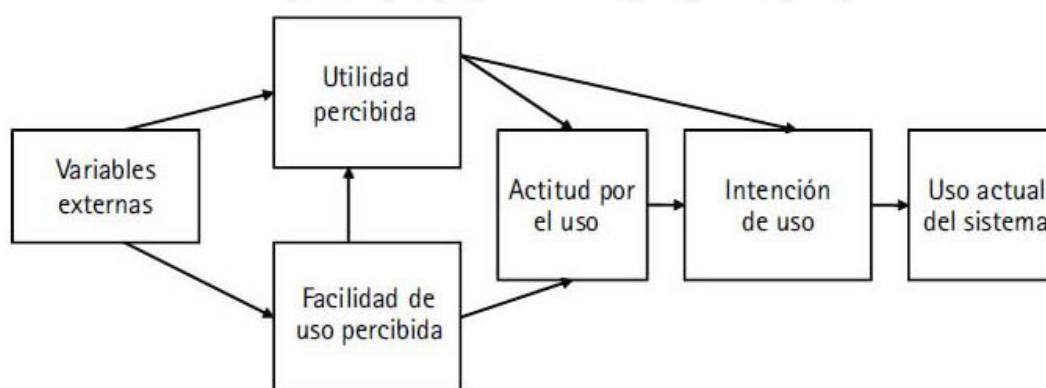 Utilidad
percibida
Variables
externas
Actitud por
el uso
Intención
de uso
Uso actual
del sistema
Facilidad de
uso percibida